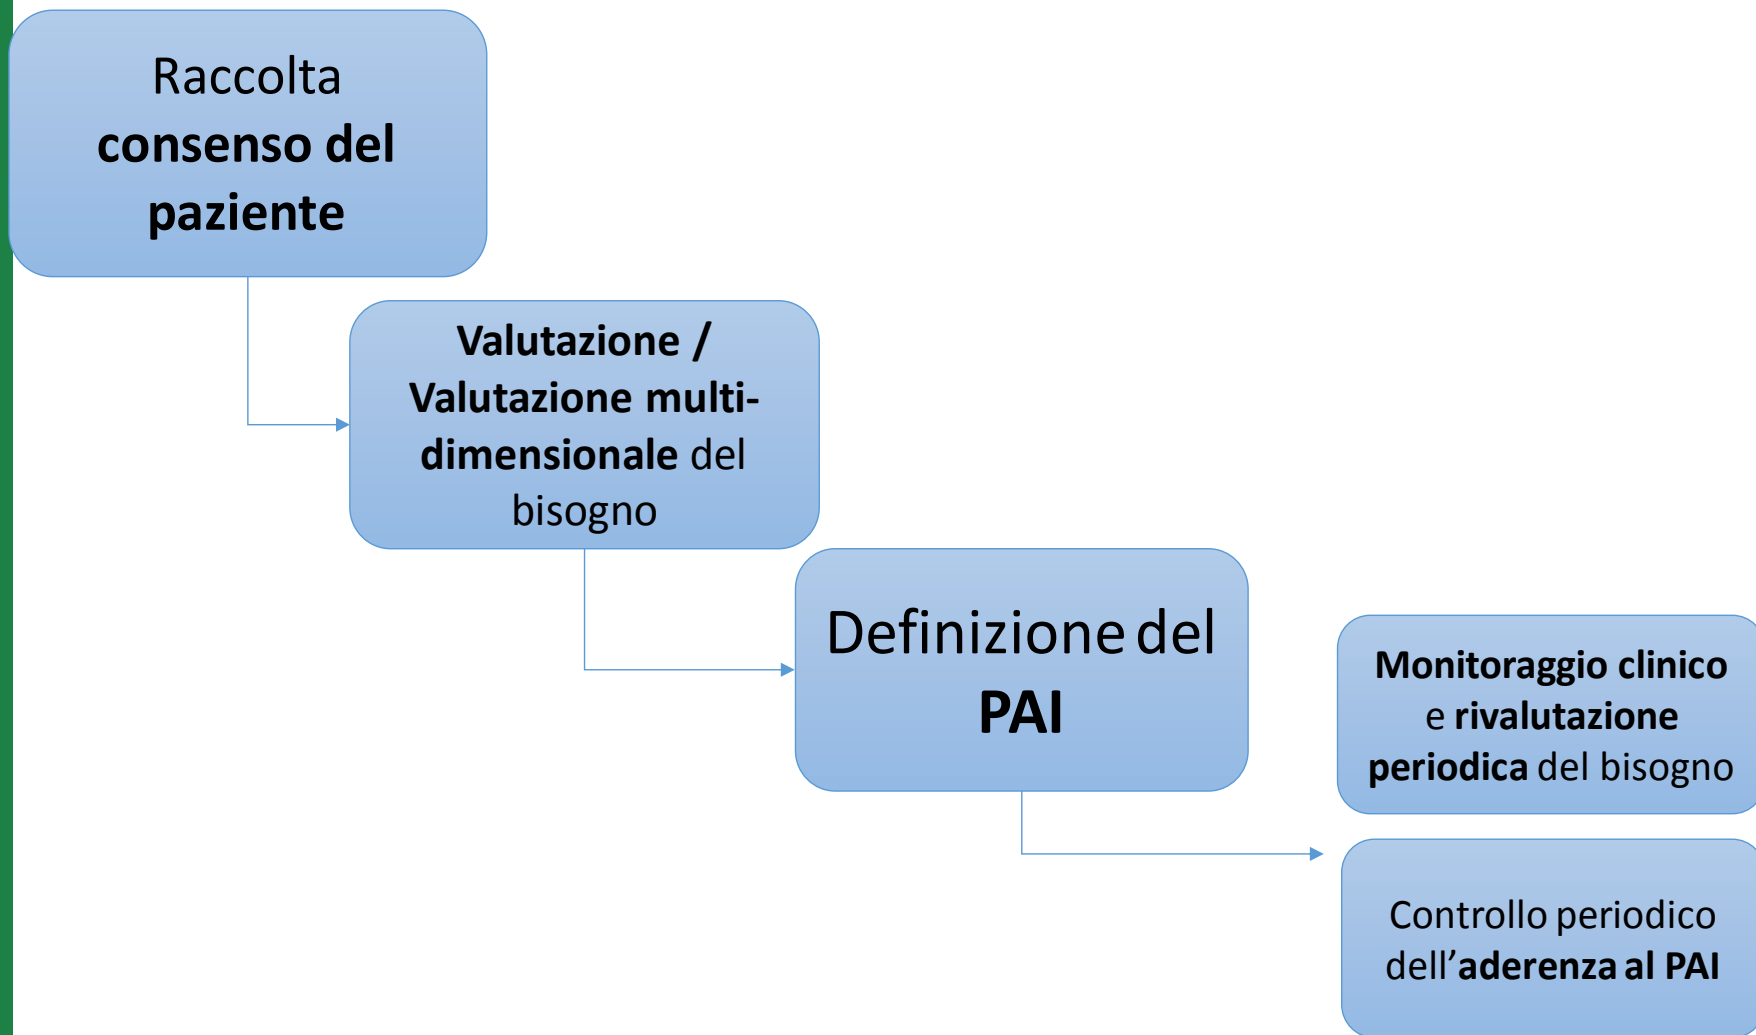 Raccolta
consenso del
paziente
Valutazione /
Valutazione multi-
dimensionale del
bisogno
Definizione del
PAI
Monitoraggio clinico
e rivalutazione
periodica del bisogno
Controllo periodico
dell’aderenza al PAI